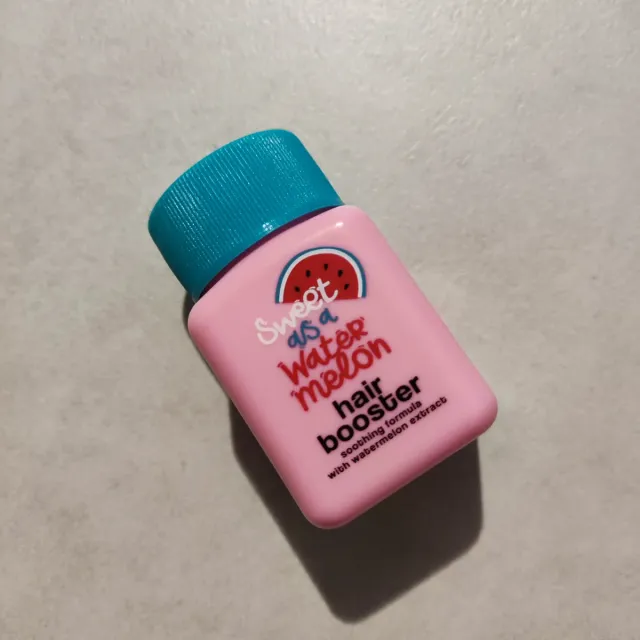 Sweet
as a
water
melon
hair
booster
soothing formula
with watermelon extract